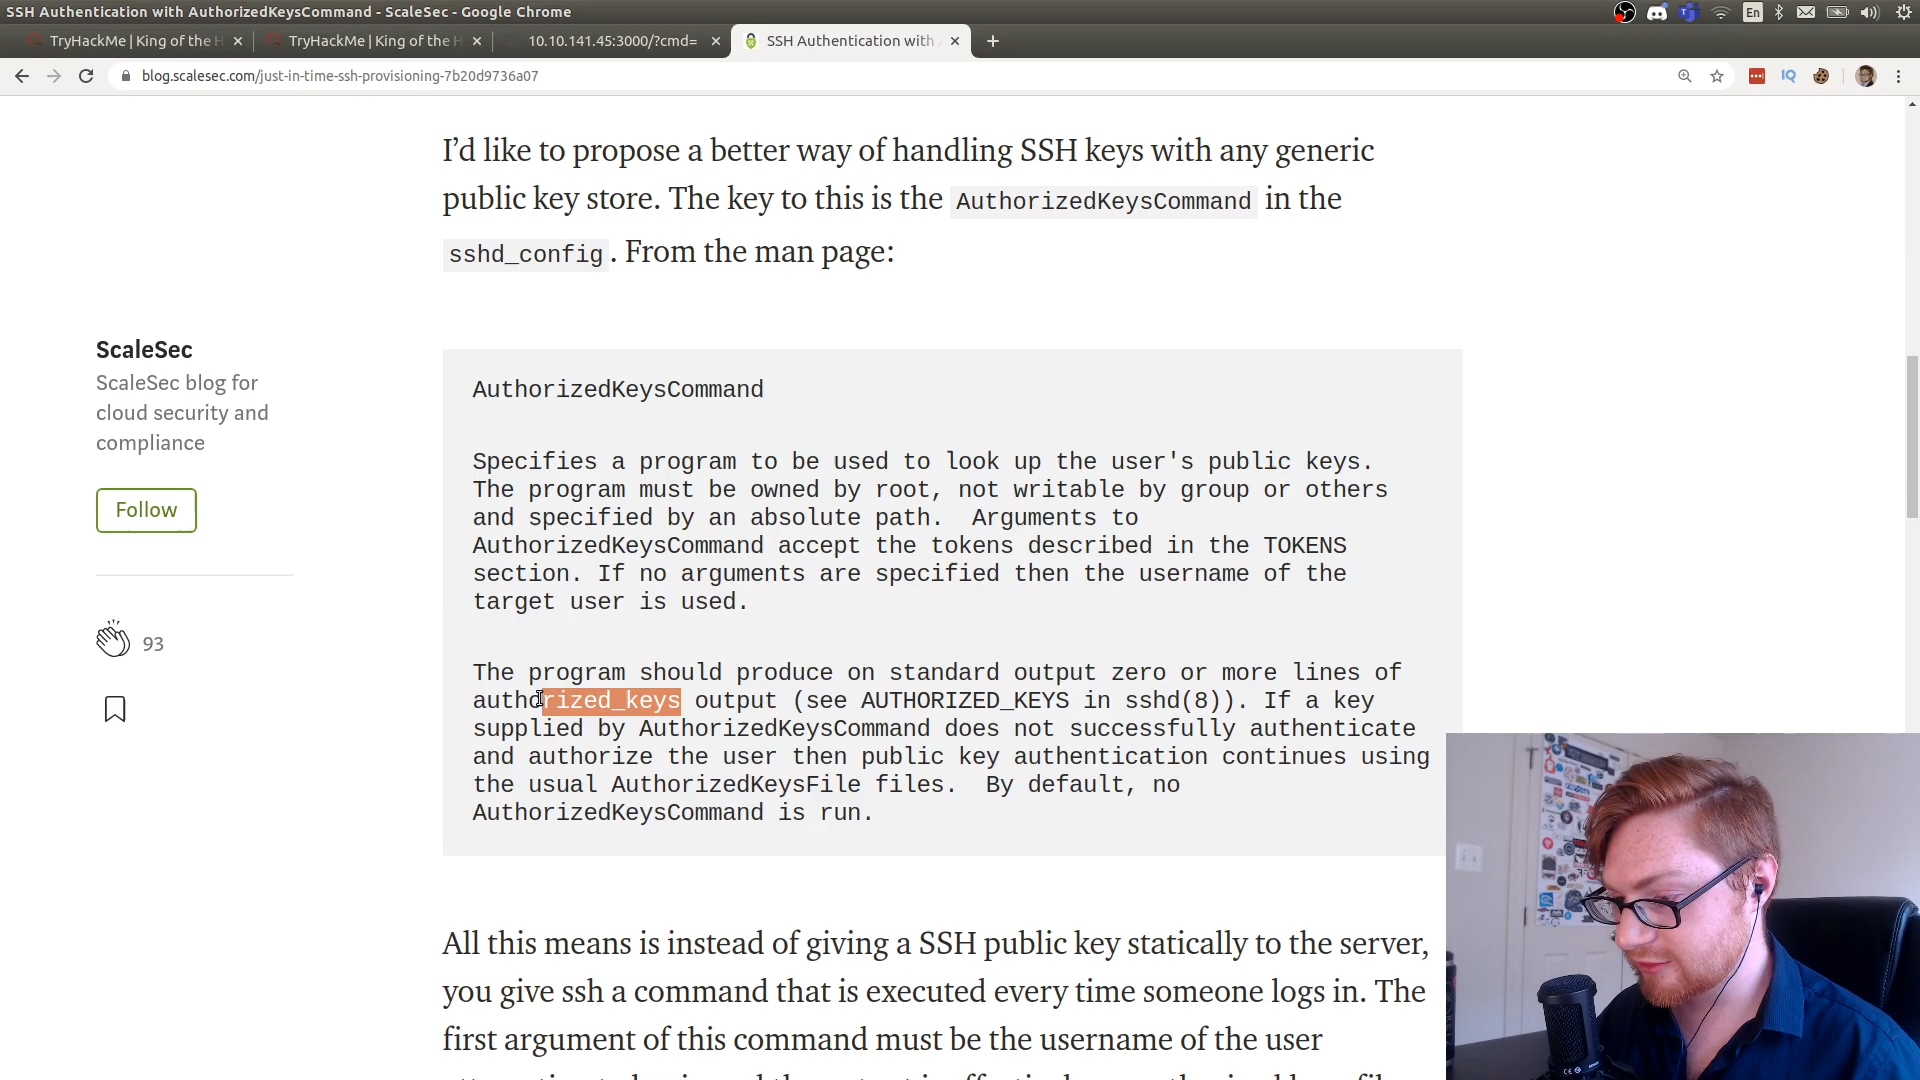 SSH Authentication with AuthorizedKeysCommand - ScaleSec - Google Chrome
En
TryHackMe | King of the H
TryHackMe | King of the H
10.10.141.45:3000/?cmd=
SSH Authentication with
blog.scalesec.com/just-in-time-ssh-provisioning-7b20d9736a07
IQ
I’d like to propose a better way of handling SSH keys with any generic
public key store. The key to this is the AuthorizedKeysCommand in the
sshd_config. From the man page:
ScaleSec
ScaleSec blog for
cloud security and
compliance
Follow
93
AuthorizedKeysCommand
Specifies a program to be used to look up the user's public keys.
The program must be owned by root, not writable by group or others
and specified by an absolute path.  Arguments to
AuthorizedKeysCommand accept the tokens described in the TOKENS
section. If no arguments are specified then the username of the
target user is used.
The program should produce on standard output zero or more lines of
authorized_keys output (see AUTHORIZED_KEYS in sshd(8)). If a key
supplied by AuthorizedKeysCommand does not successfully authenticate
and authorize the user then public key authentication continues using
the usual AuthorizedKeysFile files.  By default, no
AuthorizedKeysCommand is run.
All this means is instead of giving a SSH public key statically to the server,
you give ssh a command that is executed every time someone logs in. The
first argument of this command must be the username of the user